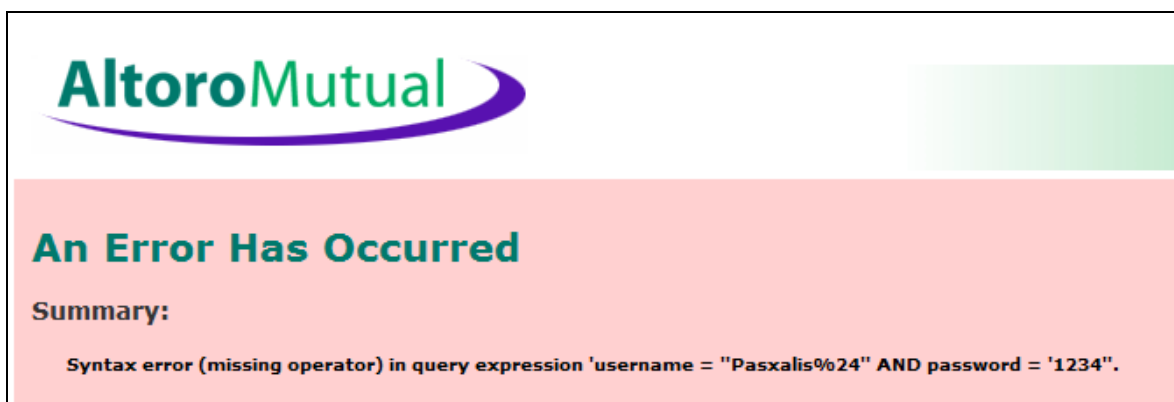 AltoroMutual
An Error Has Occurred
Summary:
Syntax error (missing operator) in query expression 'username = "Pasxalis%24" AND password = '1234".